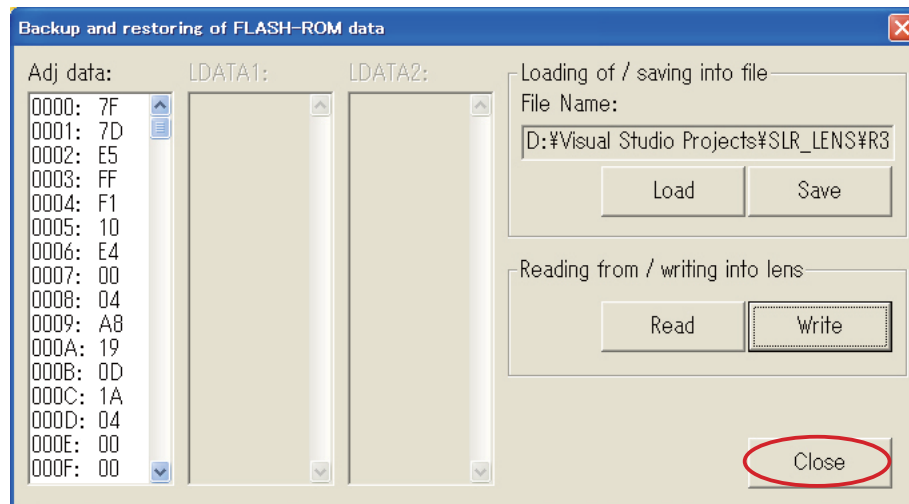 Backup and restoring of FLASH-ROM data
Adj data:
0000: 7F
0001: 7D
0002: E5
0003: FF
0004: F1
0005: 10
0006: E4
0007: 00
0008: 04
0009: A8
000A: 19
000B: 0D
000C: 1A
000D: 04
000E: 00
000F: 00
LDATA1:
LDATA2:
Loading of / saving into file
File Name:
D:¥Visual Studio Projects¥SLR_LENS¥R3
Load
Save
Reading from / writing into lens
Read
Write
Close